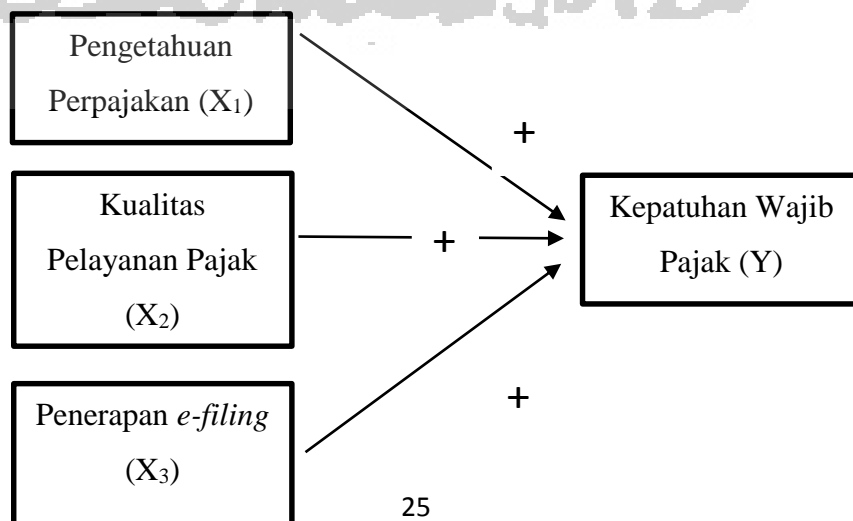 Pengetahuan
Perpajakan (X₁)
+
Kualitas
Pelayanan Pajak
(X₂)
+
Kepatuhan Wajib
Pajak (Y)
Penerapan e-filing
(X₃)
+
25